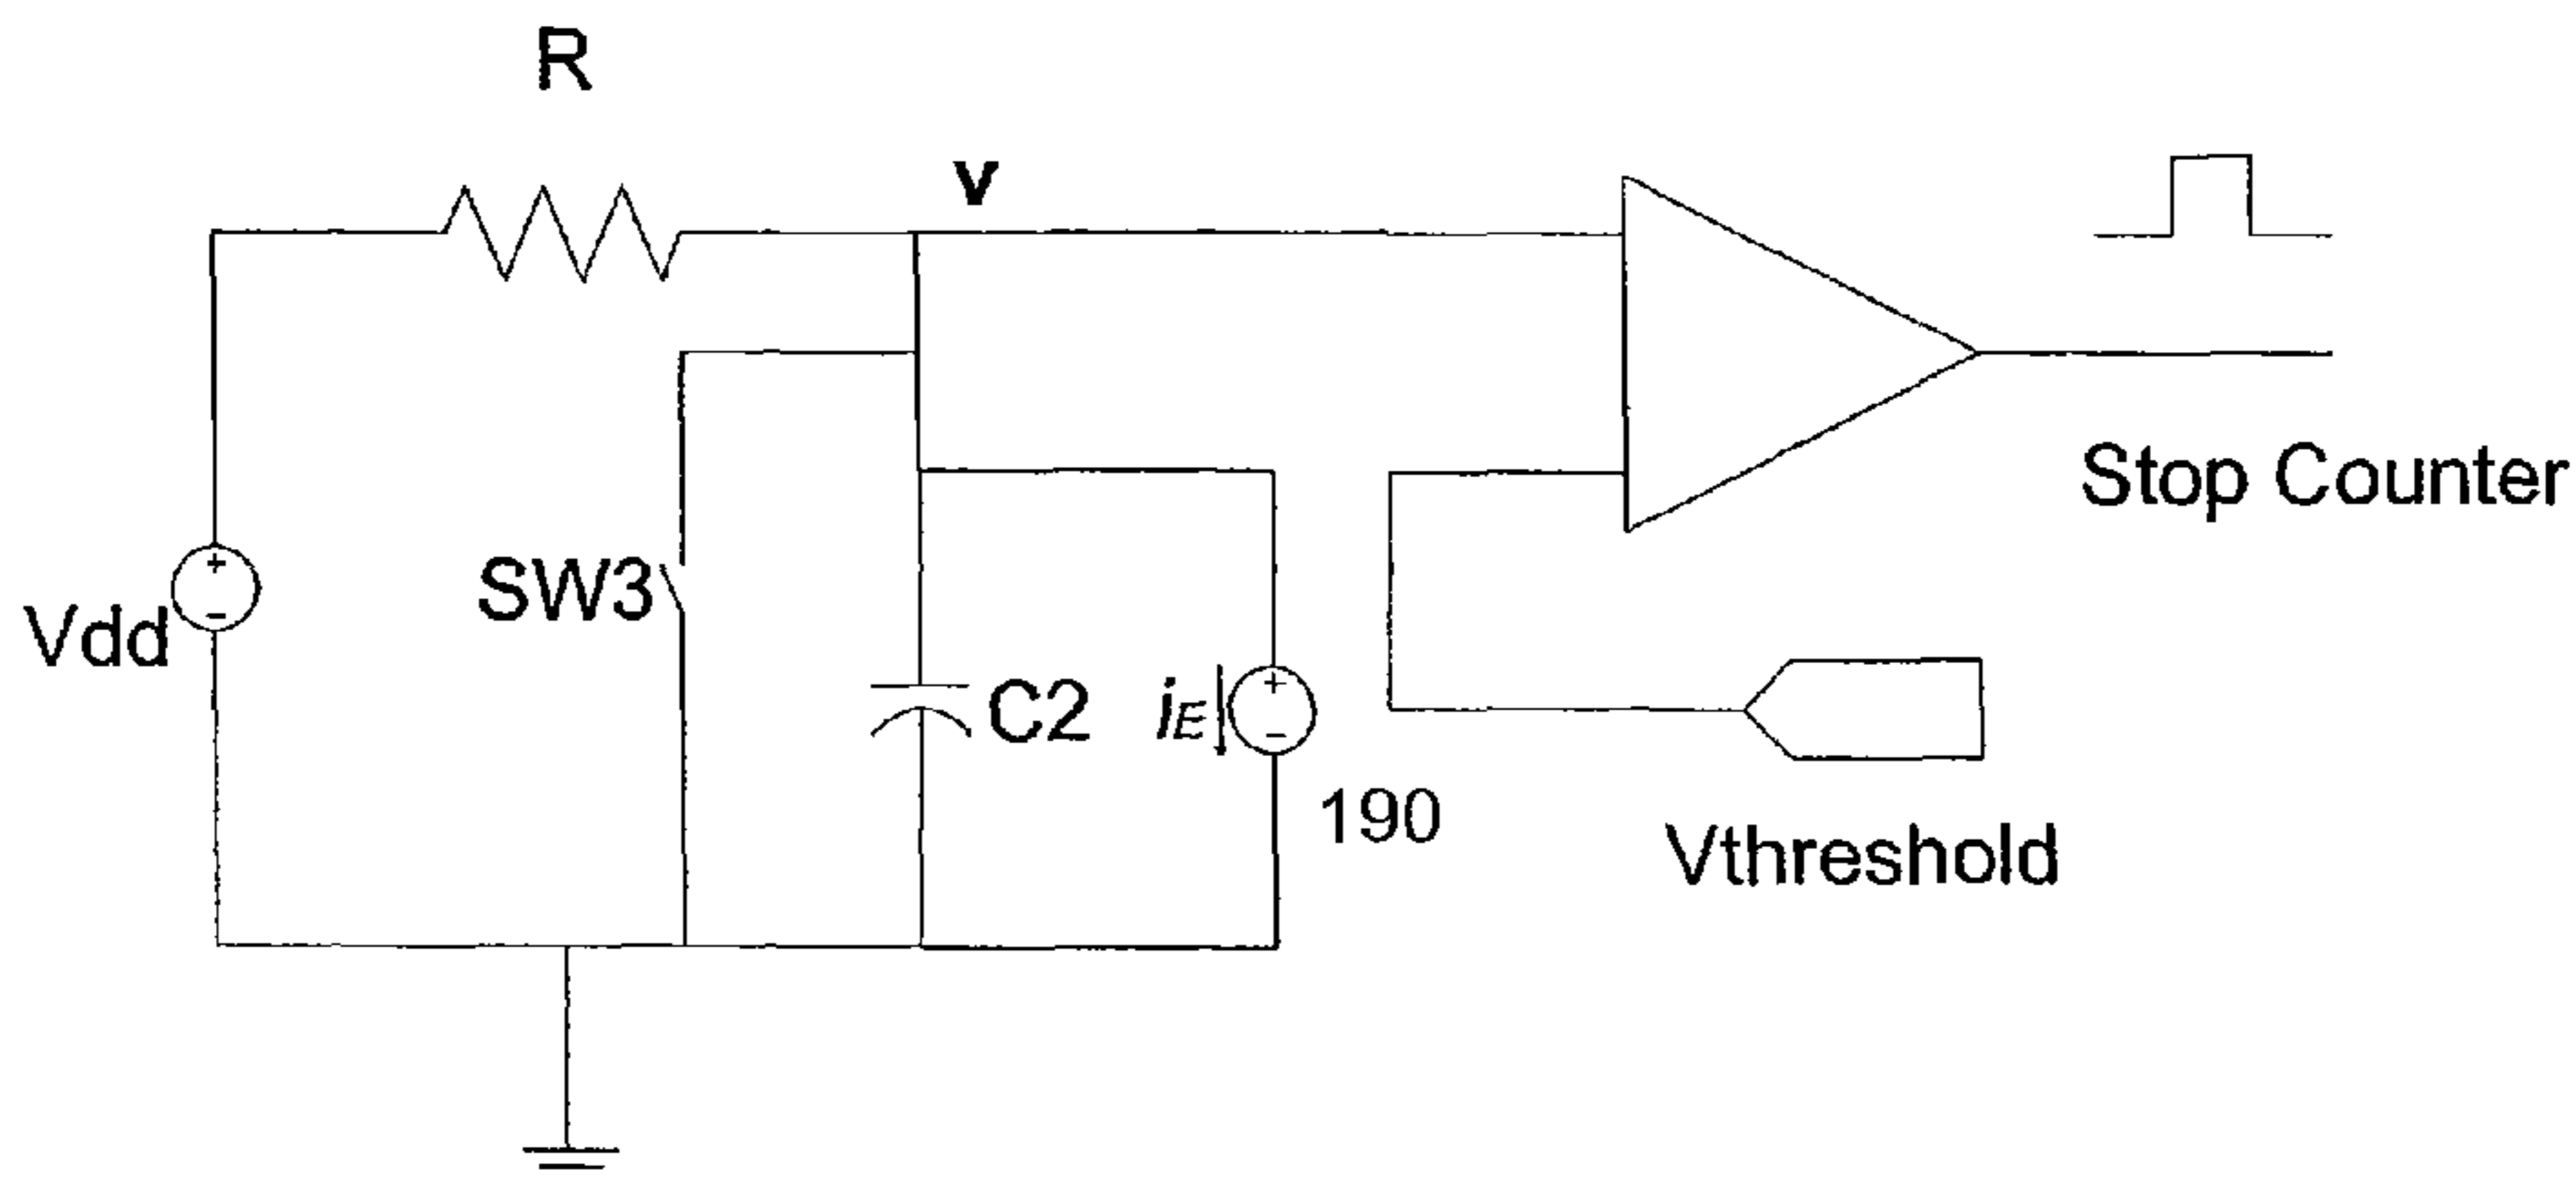 R
v
Stop Counter
SW3
Vdd
C2
iE
190
Vthreshold